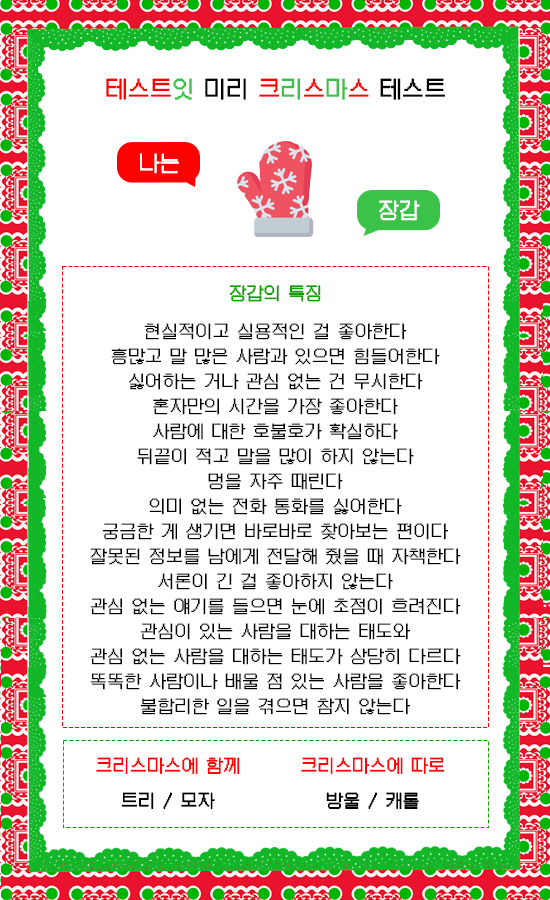 테스트잇 미리 크리스마스 테스트
나는
장갑
장갑의 특징
현실적이고 실용적인 걸 좋아한다
흥많고 말 많은 사람과 있으면 힘들어한다
싫어하는 거나 관심 없는 건 무시한다
혼자만의 시간을 가장 좋아한다
사람에 대한 호불호가 확실하다
뒤끝이 적고 말을 많이 하지 않는다
멍을 자주 때린다
의미 없는 전화 통화를 싫어한다
궁금한 게 생기면 바로바로 찾아보는 편이다
잘못된 정보를 남에게 전달해 줬을 때 자책한다
서론이 긴 걸 좋아하지 않는다
관심 없는 얘기를 들으면 눈에 초점이 흐려진다
관심이 있는 사람을 대하는 태도와
관심 없는 사람을 대하는 태도가 상당히 다르다
똑똑한 사람이나 배울 점 있는 사람을 좋아한다
불합리한 일을 겪으면 참지 않는다
크리스마스에 함께
크리스마스에 따로
트리 / 모자
방울 / 캐롤